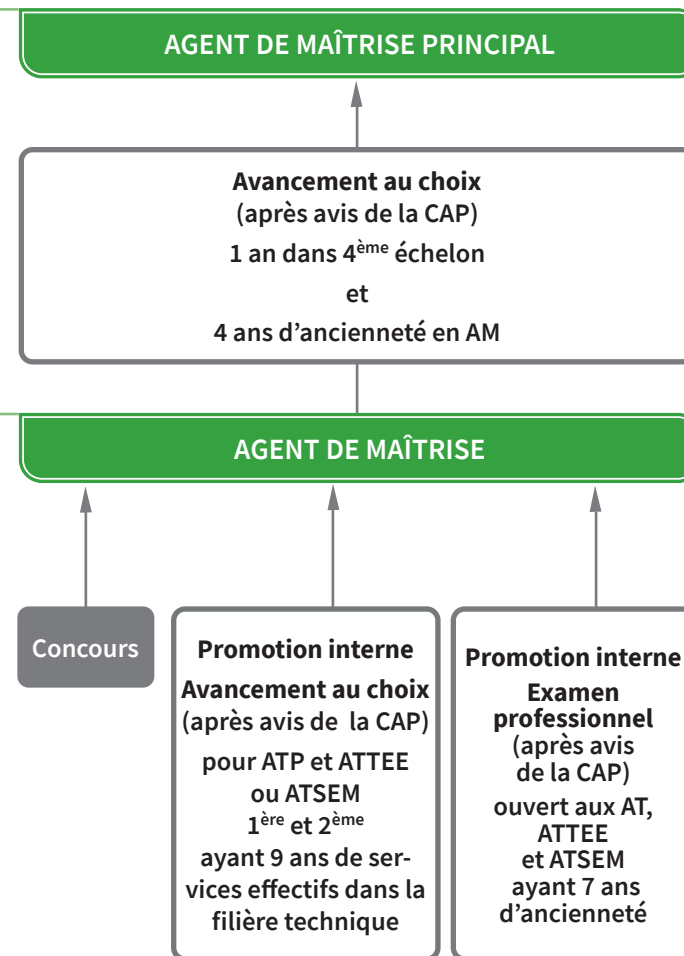 AGENT DE MAÎTRISE PRINCIPAL
Avancement au choix
(après avis de la CAP)
1 an dans 4ème échelon
et
4 ans d’ancienneté en AM
AGENT DE MAÎTRISE
Concours
Promotion interne
Avancement au choix
(après avis de la CAP)
pour ATP et ATTEE
ou ATSEM
1ère et 2ème
ayant 9 ans de ser-
vices effectifs dans la
filière technique
Promotion interne
Examen
professionnel
(après avis
de la CAP)
ouvert aux AT,
ATTEE
et ATSEM
ayant 7 ans
d’ancienneté